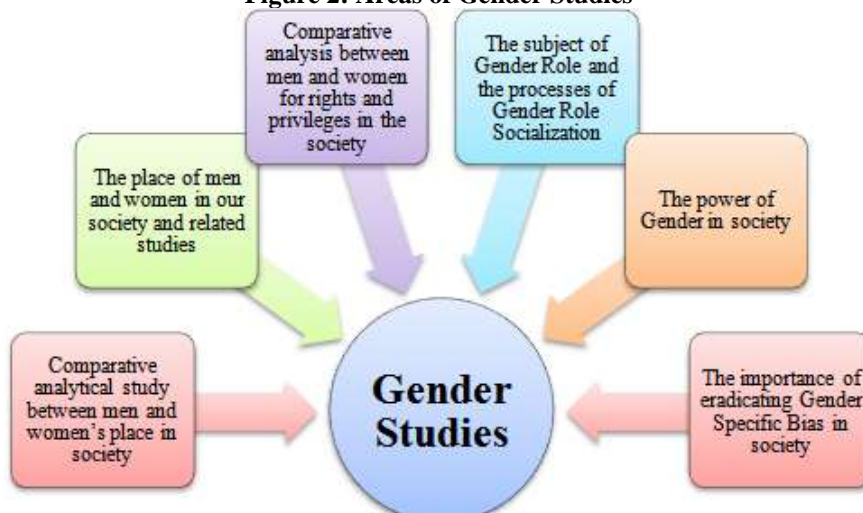 Figure 2: Areas of Gender Studies
Comparative
analysis between
men and women
for rights and
privileges in the
society
The subject of
Gender Role and
the processes of
Gender Role
Socialization
The place of men
and women in our
society and related
studies
The power of
Gender in society
Comparative
analytical study
between men and
women's place in
society
Gender
Studies
The importance of
eradicating Gender
Specific Bias in
society